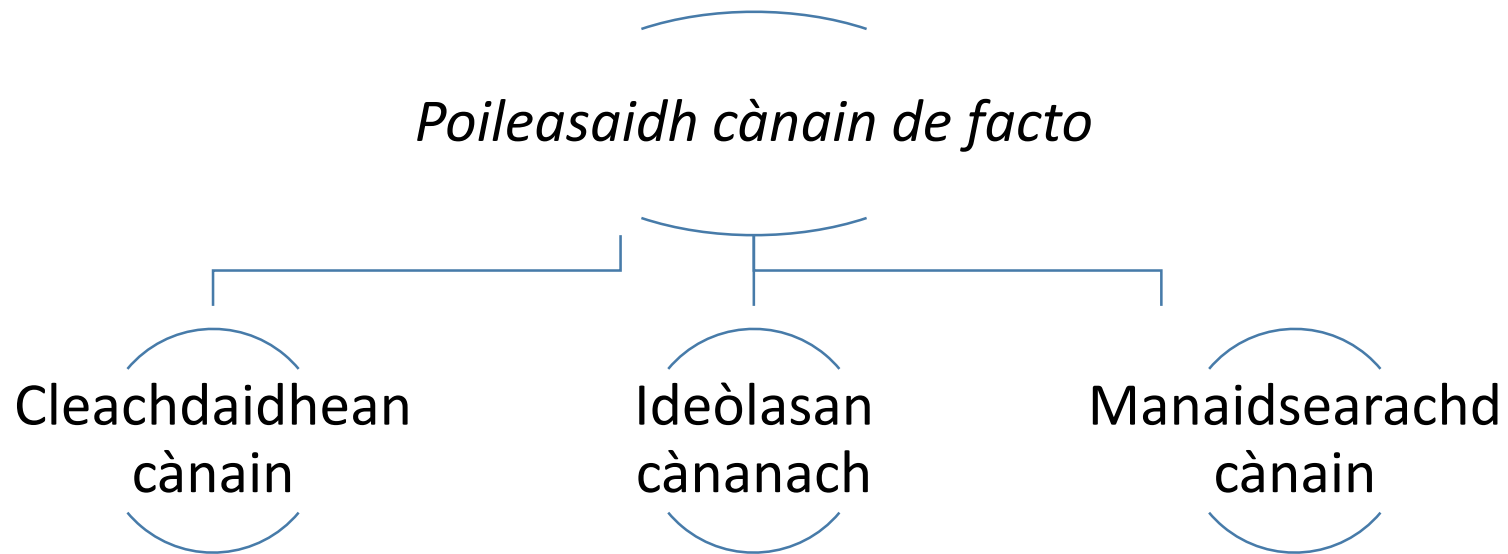 Poileasaidh cànain de facto
Cleachdaidhean
cànain
Ideòlasan
cànanach
Manaidsearachd
cànain